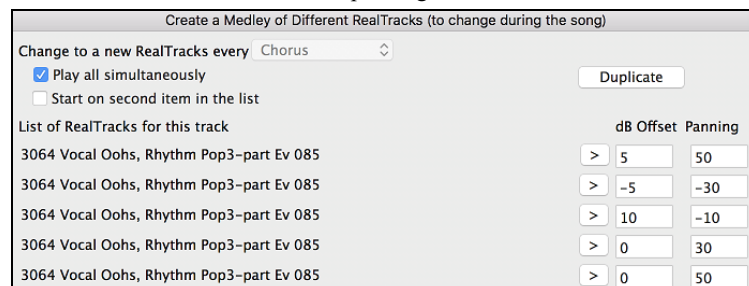 Create a Medley of Different RealTracks (to change during the song)
Change to a new RealTracks every Chorus
Play all simultaneously Duplicate
Start on second item in the list
List of RealTracks for this track dB Offset Panning
3064 Vocal Oohs, Rhythm Pop3-part Ev 085 > 5 50
3064 Vocal Oohs, Rhythm Pop3-part Ev 085 > -5 -30
3064 Vocal Oohs, Rhythm Pop3-part Ev 085 > 10 -10
3064 Vocal Oohs, Rhythm Pop3-part Ev 085 > 0 30
3064 Vocal Oohs, Rhythm Pop3-part Ev 085 > 0 50